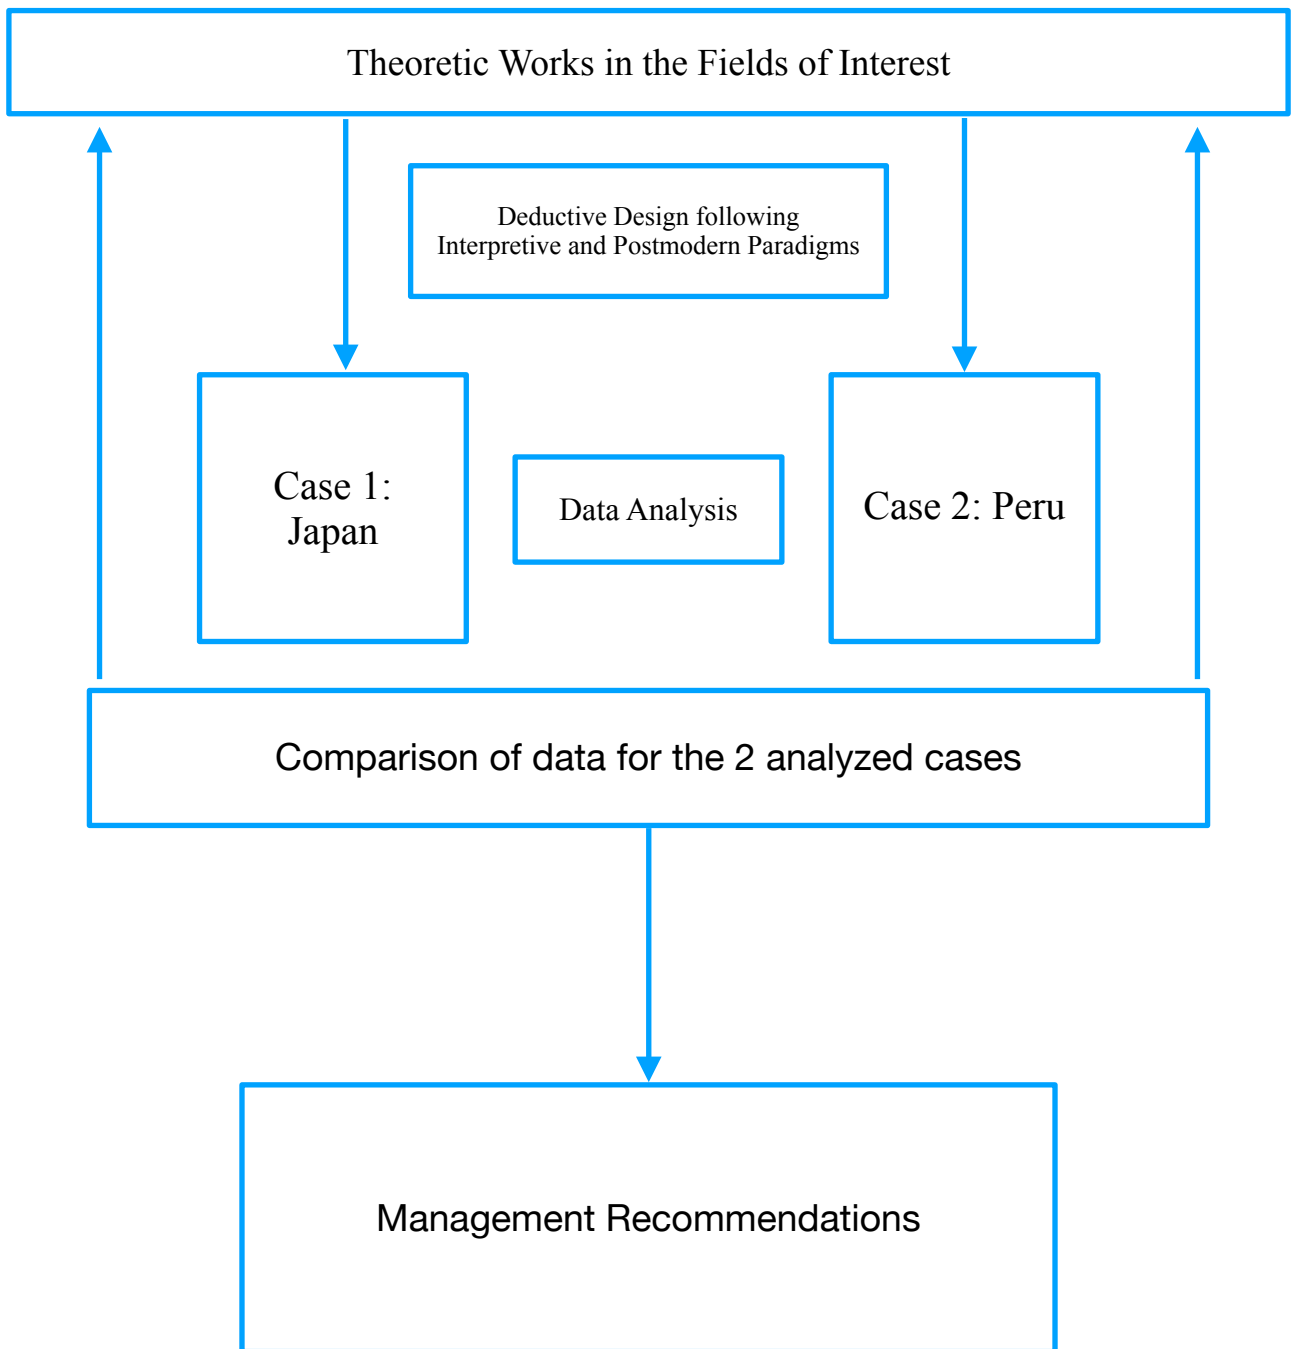 Theoretic Works in the Fields of Interest
Deductive Design following
Interpretive and Postmodern Paradigms
Case 1:
Japan
Data Analysis
Case 2: Peru
Comparison of data for the 2 analyzed cases
Management Recommendations